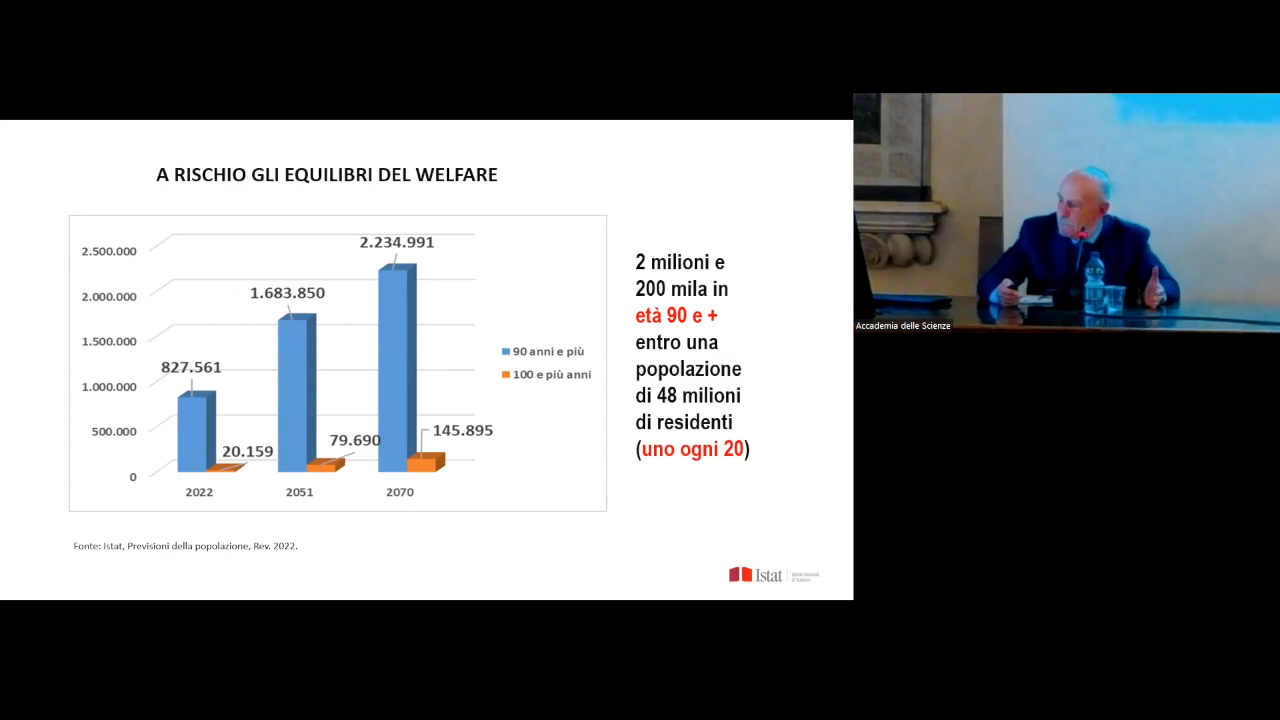 A RISCHIO GLI EQUILIBRI DEL WELFARE
2.500.000
2.000.000
1.500.000
1.000.000
500.000
0
827.561
20.159
1.683.850
79.690
2.234.991
145.895
2022
2051
2070
90 anni e più
100 e più anni
2 milioni e
200 mila in
età 90 e +
entro una
popolazione
di 48 milioni
di residenti
(uno ogni 20)
Fonte: Istat, Previsioni della popolazione, Rev. 2022.
Istat
Accademia delle Scienze